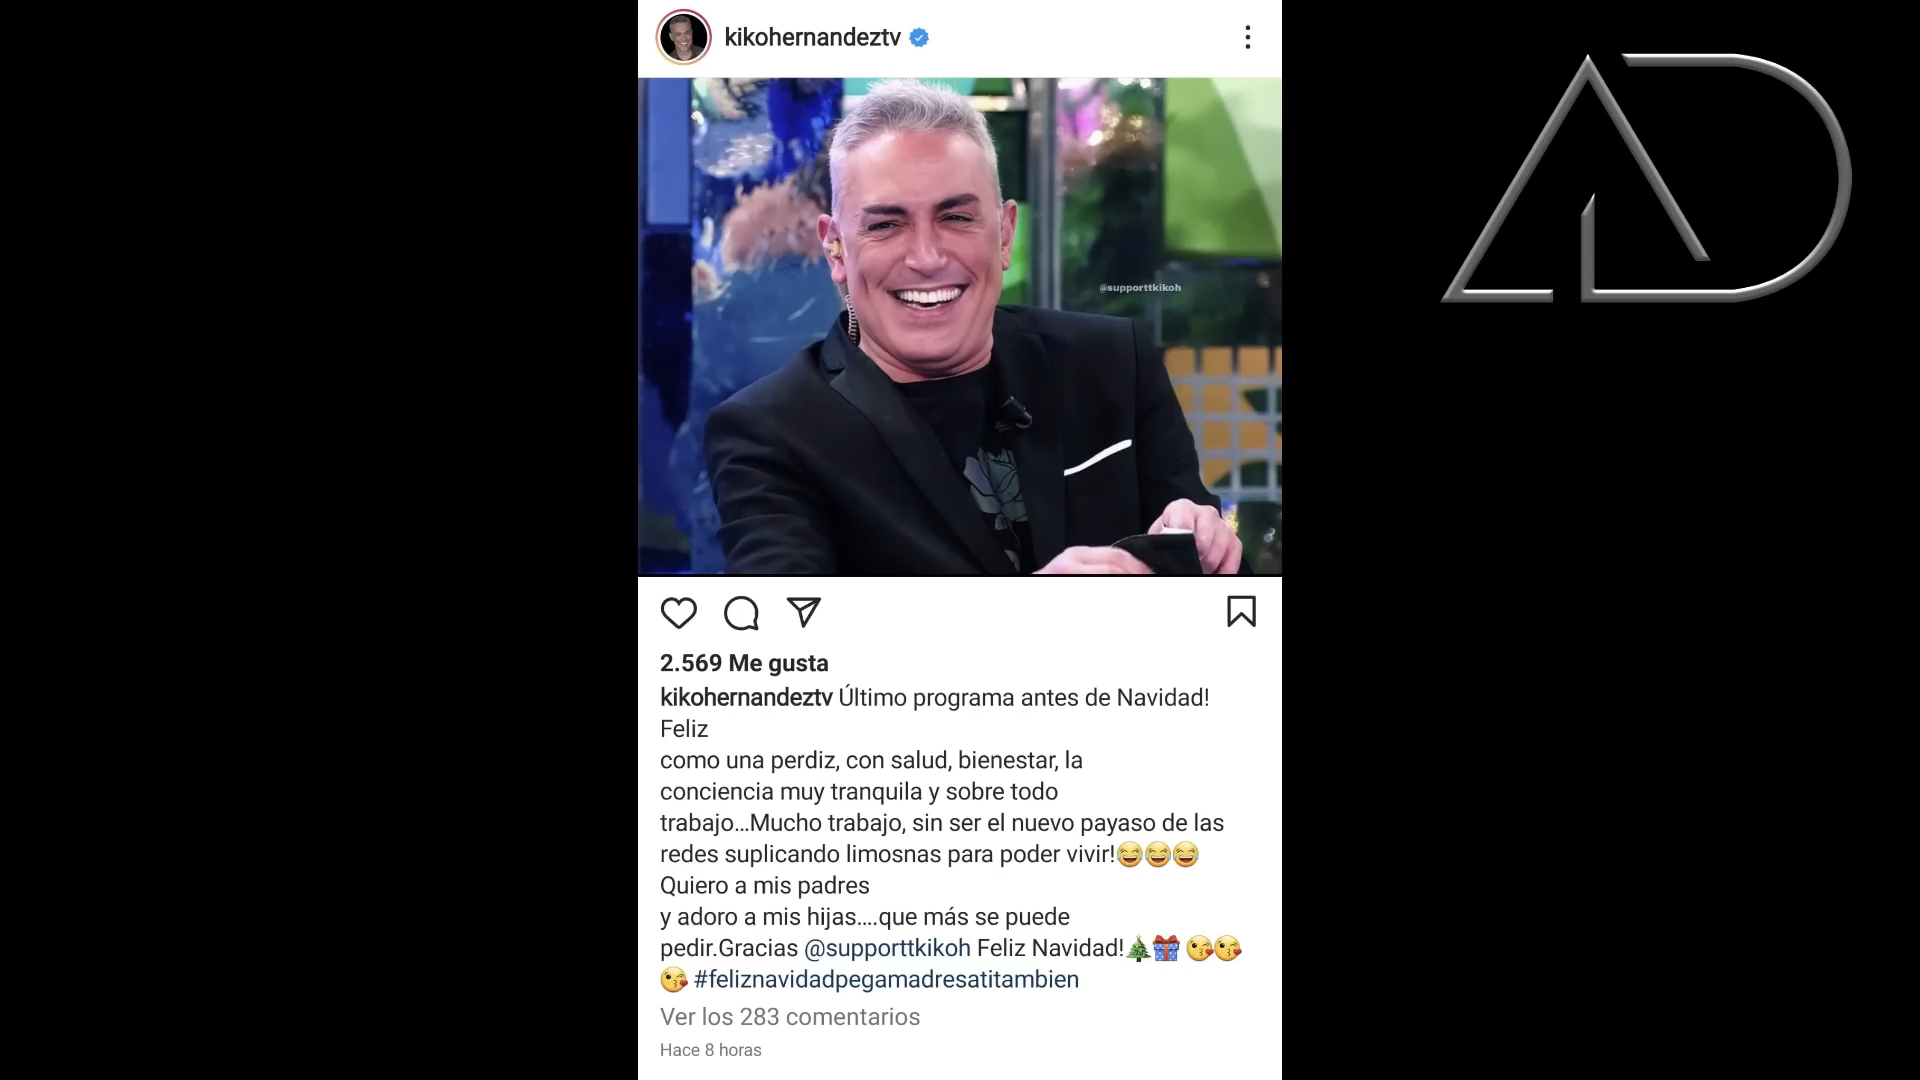 kikohernandeztv
@supporttkikoh
2.569 Me gusta
kikohernandeztv Último programa antes de Navidad!
Feliz
como una perdiz, con salud, bienestar, la
conciencia muy tranquila y sobre todo
trabajo...Mucho trabajo, sin ser el nuevo payaso de las
redes suplicando limosnas para poder vivir!😂😂😂
Quiero a mis padres
y adoro a mis hijas....que más se puede
pedir.Gracias @supporttkikoh Feliz Navidad!🎄🎁 😘😘
😘 #feliznavidadpegamadresatitambien
Ver los 283 comentarios
Hace 8 horas
AD